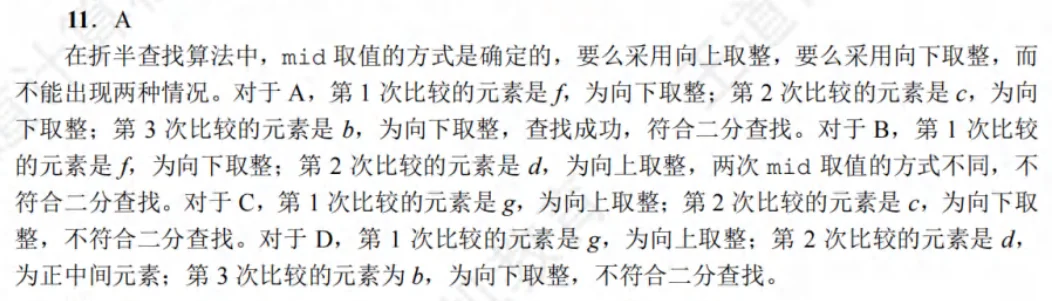 11．A
在折半查找算法中，mid 取值的方式是确定的，要么采用向上取整，要么采用向下取整，而
不能出现两种情况。对于 A，第 1 次比较的元素是 f，为向下取整；第 2 次比较的元素是 c，为向
下取整；第 3 次比较的元素是 b，为向下取整，查找成功，符合二分查找。对于 B，第 1 次比较
的元素是 f，为向下取整；第 2 次比较的元素是 d，为向上取整，两次 mid 取值的方式不同，不
符合二分查找。对于 C，第 1 次比较的元素是 g，为向上取整；第 2 次比较的元素是 c，为向下取
整，不符合二分查找。对于 D，第 1 次比较的元素是 g，为向上取整；第 2 次比较的元素是 d，
为正中间元素；第 3 次比较的元素为 b，为向下取整，不符合二分查找。